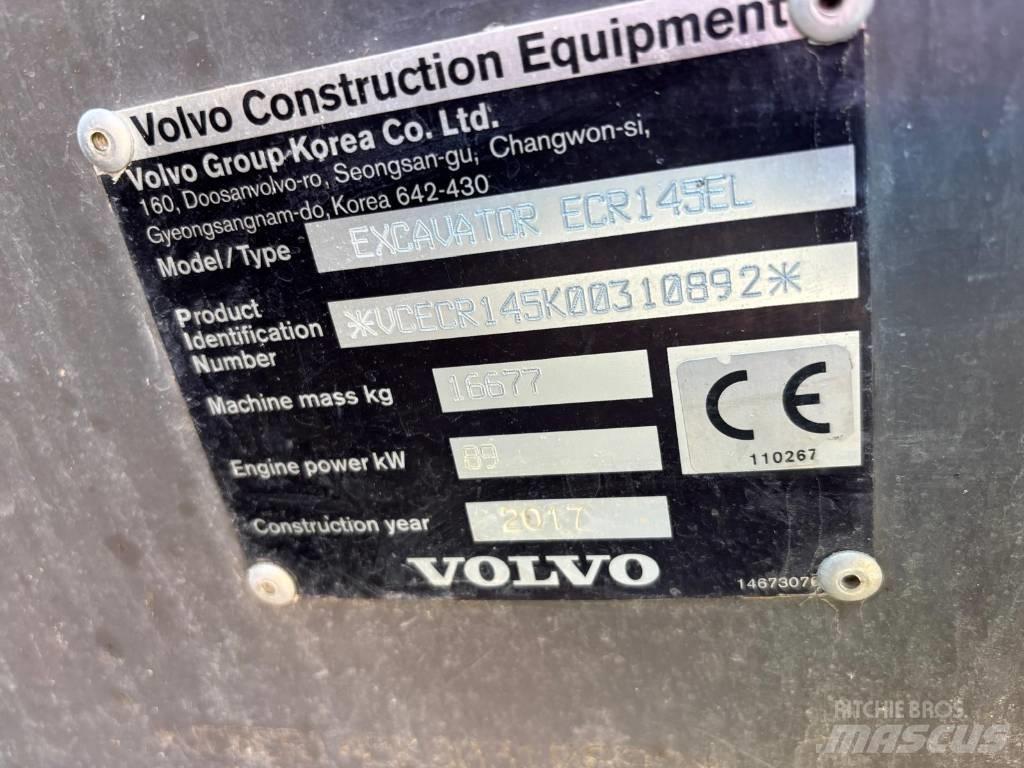 Volvo Construction Equipment
Volvo Group Korea Co. Ltd.
160, Doosanvolvo-ro, Seongsan-gu, Changwon-si,
Gyeongsangnam-do, Korea 642-430
Model/Type EXCAVATOR ECR145EL
Product
Identification
Number *VCECR145K00310892*
Machine mass kg 16677
Engine power kW 89
CE
110267
Construction year 2017
VOLVO
RITCHIE BROS.
MASCUS